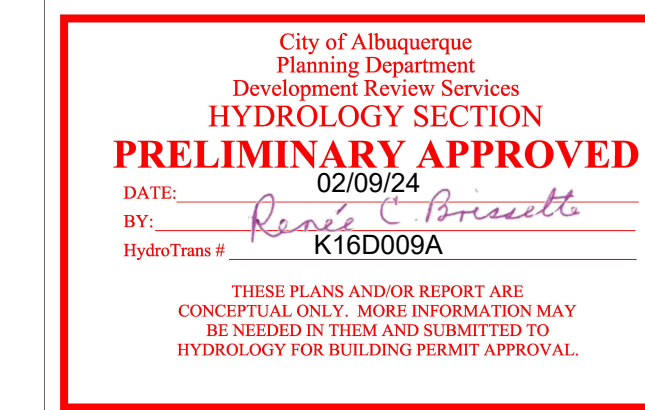 City of Albuquerque
Planning Department
Development Review Services
HYDROLOGY SECTION
PRELIMINARY APPROVED
DATE: 02/09/24
BY: Renée C. Brissette
HydroTrans # K16D009A
THESE PLANS AND/OR REPORT ARE
CONCEPTUAL ONLY. MORE INFORMATION MAY
BE NEEDED IN THEM AND SUBMITTED TO
HYDROLOGY FOR BUILDING PERMIT APPROVAL.